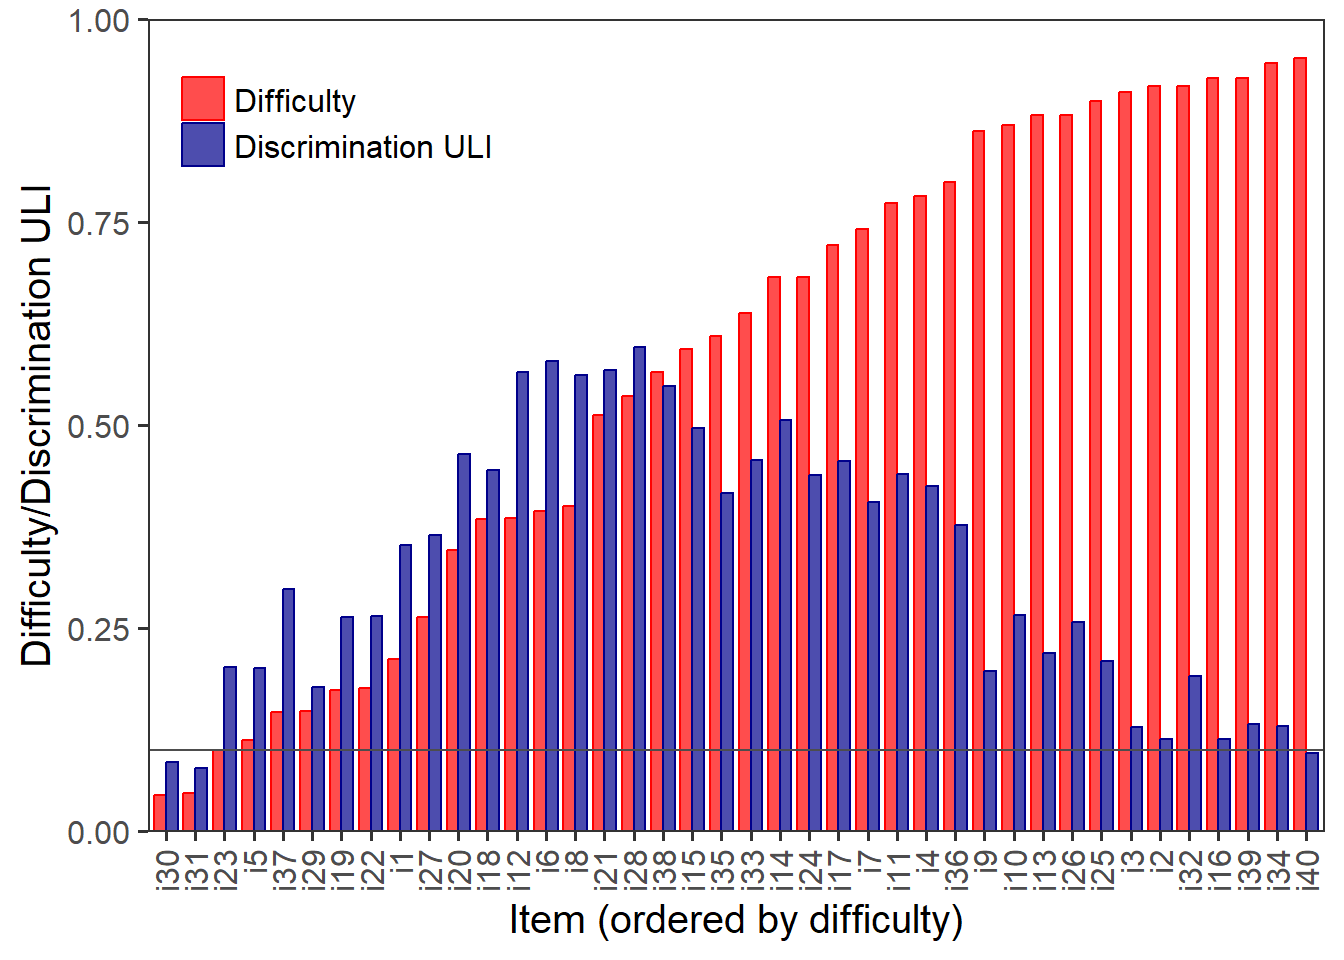 1.00
0.75
0.50
0.25
0.00
Difficulty/Discrimination ULI
Difficulty
Discrimination ULI
i30 i31 i23 i5 i37 i29 i19 i22 i1 i27 i20 i18 i12 i6 i8 i21 i28 i38 i15 i35 i33 i14 i24 i17 i7 i11 i4 i36 i9 i10 i13 i26 i25 i3 i2 i32 i16 i39 i34 i40
Item (ordered by difficulty)